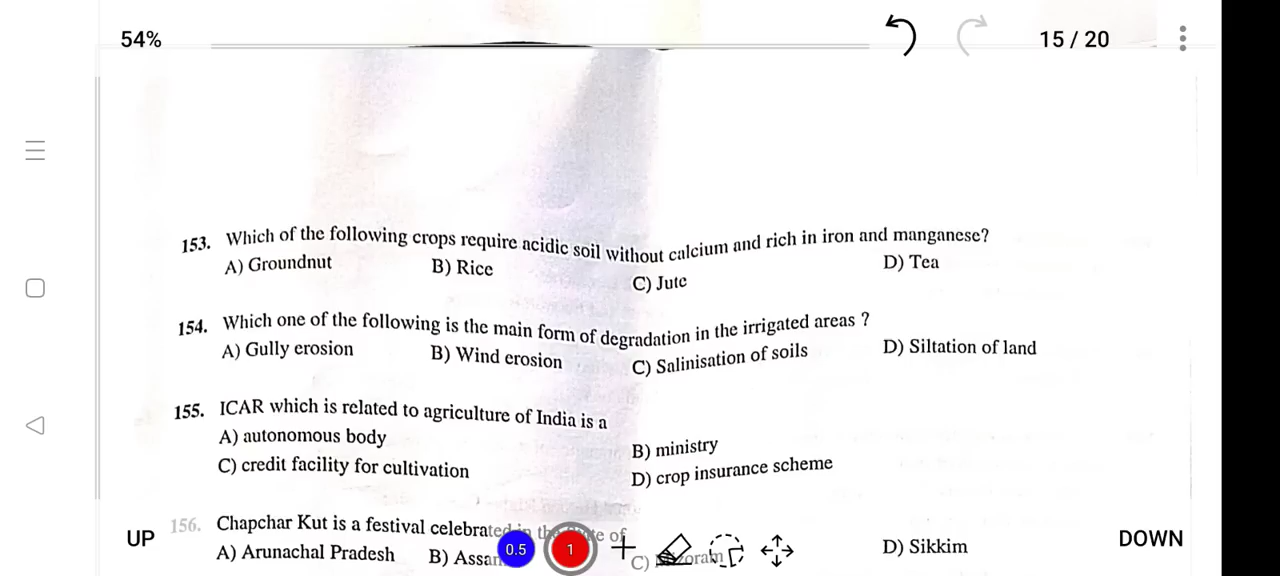 54%
15 / 20
153. Which of the following crops require acidic soil without calcium and rich in iron and manganese?
A) Groundnut B) Rice C) Jute D) Tea
154. Which one of the following is the main form of degradation in the irrigated areas ?
A) Gully erosion B) Wind erosion C) Salinisation of soils D) Siltation of land
155. ICAR which is related to agriculture of India is a
A) autonomous body B) ministry
C) credit facility for cultivation D) crop insurance scheme
UP 156. Chapchar Kut is a festival celebrated in the of DOWN
A) Arunachal Pradesh B) 0.5 1 C) D) Sikkim